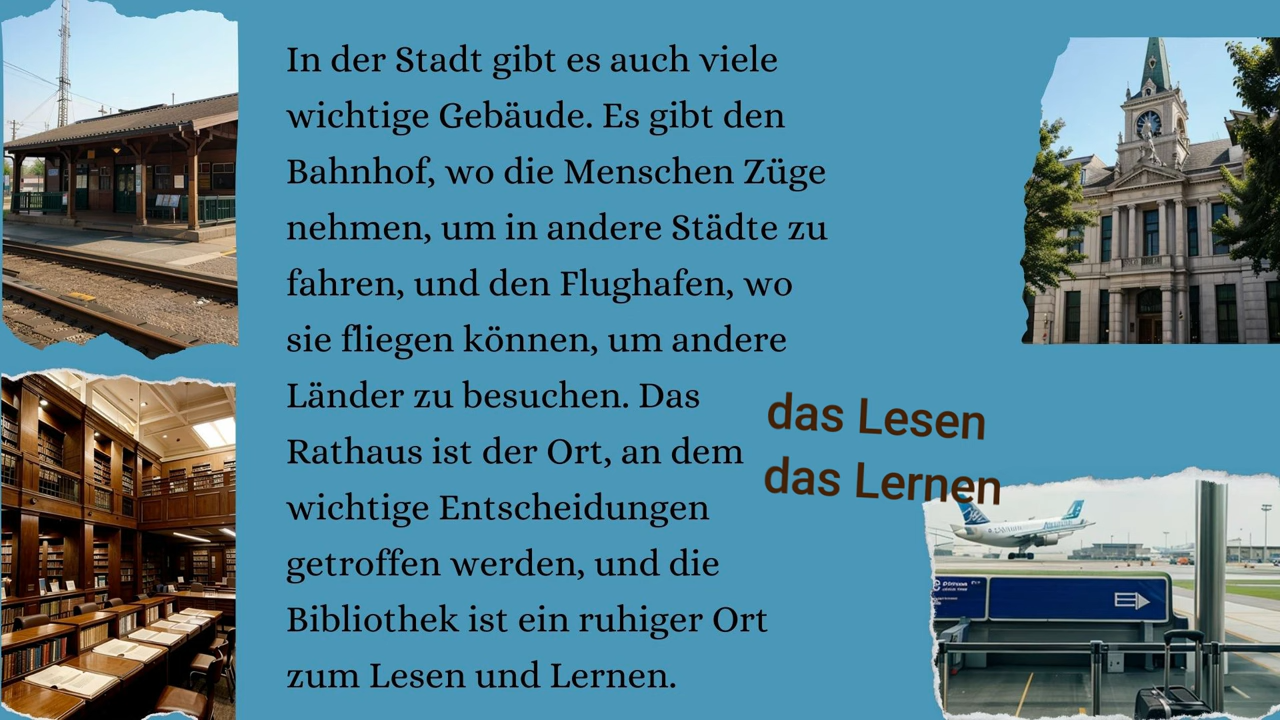 In der Stadt gibt es auch viele
wichtige Gebäude. Es gibt den
Bahnhof, wo die Menschen Züge
nehmen, um in andere Städte zu
fahren, und den Flughafen, wo
sie fliegen können, um andere
Länder zu besuchen. Das
Rathaus ist der Ort, an dem
wichtige Entscheidungen
getroffen werden, und die
Bibliothek ist ein ruhiger Ort
zum Lesen und Lernen.
das Lesen
das Lernen